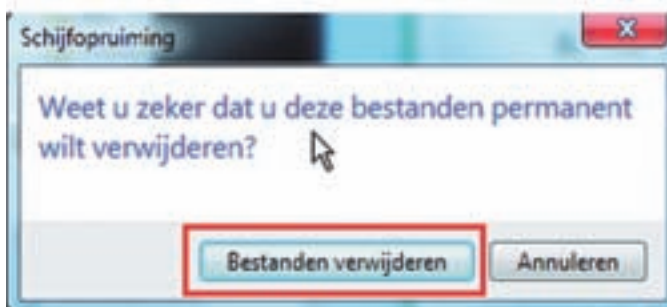 Schijfopruiming
Weet u zeker dat u deze bestanden permanent
wilt verwijderen?
Bestanden verwijderen
Annuleren